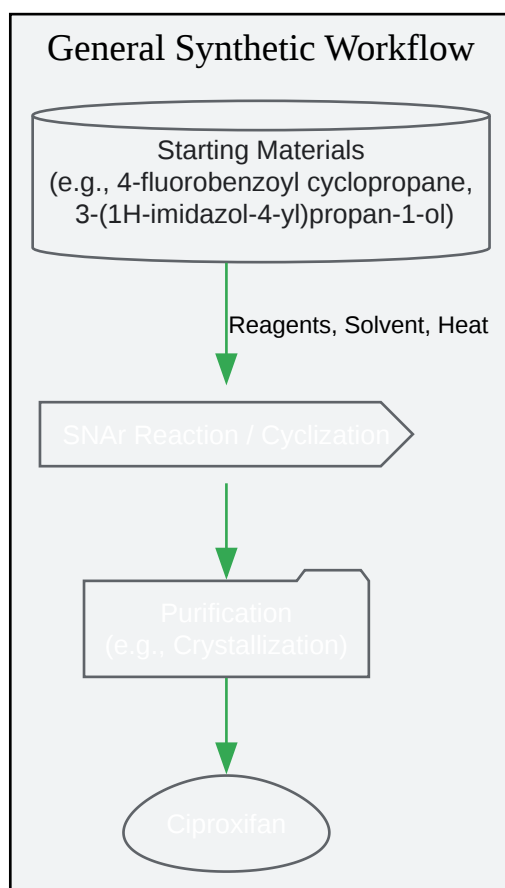 General Synthetic Workflow
Starting Materials
(e.g., 4-fluorobenzoyl cyclopropane,
3-(1H-imidazol-4-yl)propan-1-ol)
Reagents, Solvent, Heat
SNAr Reaction / Cyclization
Purification
(e.g., Crystallization)
Ciproxifan